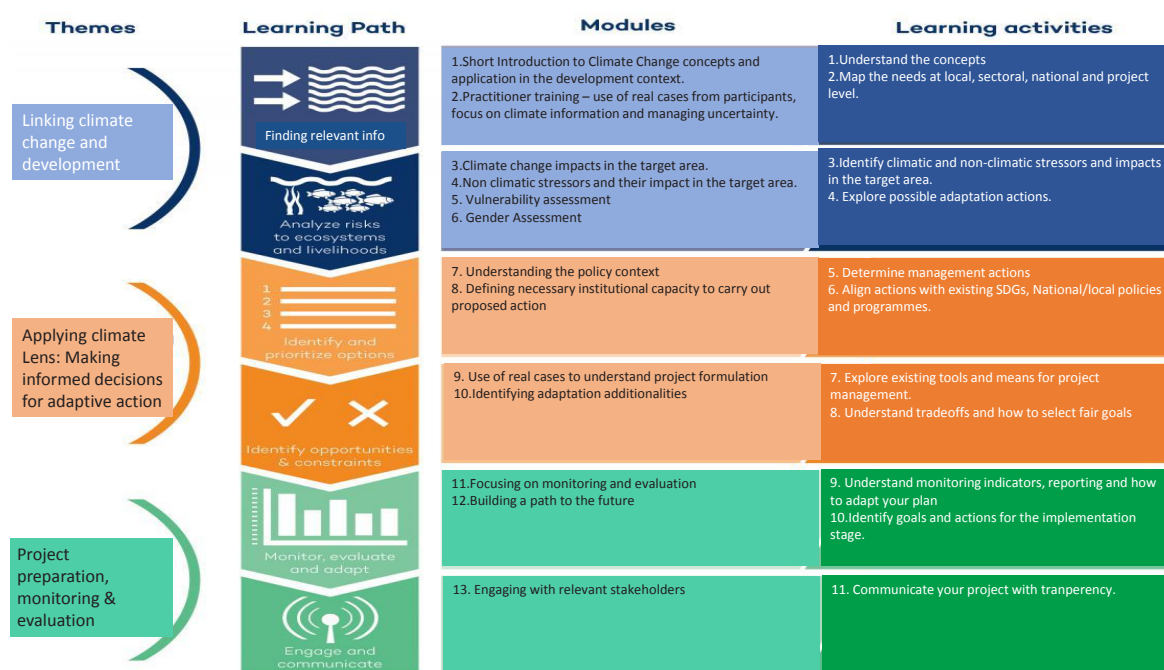 Themes
Learning Path
Modules
Learning activities
Linking climate
change and
development
Finding relevant info
1.Short Introduction to Climate Change concepts and
application in the development context.
2.Practitioner training – use of real cases from participants,
focus on climate information and managing uncertainty.
1.Understand the concepts
2.Map the needs at local, sectoral, national and project
level.
Analyze risks
to ecosystems
and livelihoods
3.Climate change impacts in the target area.
4.Non climatic stressors and their impact in the target area.
5. Vulnerability assessment
6. Gender Assessment
3.Identify climatic and non-climatic stressors and impacts
in the target area.
4. Explore possible adaptation actions.
Applying climate
Lens: Making
informed decisions
for adaptive action
1
2
3
4
Identify and
prioritize options
7. Understanding the policy context
8. Defining necessary institutional capacity to carry out
proposed action
5. Determine management actions
6. Align actions with existing SDGs, National/local policies
and programmes.
Identify opportunities
& constraints
9. Use of real cases to understand project formulation
10.Identifying adaptation additionalities
7. Explore existing tools and means for project
management.
8. Understand tradeoffs and how to select fair goals
Project
preparation,
monitoring &
evaluation
Monitor, evaluate
and adapt
11.Focusing on monitoring and evaluation
12.Building a path to the future
9. Understand monitoring indicators, reporting and how
to adapt your plan
10.Identify goals and actions for the implementation
stage.
Engage and
communicate
13. Engaging with relevant stakeholders
11. Communicate your project with tranperency.